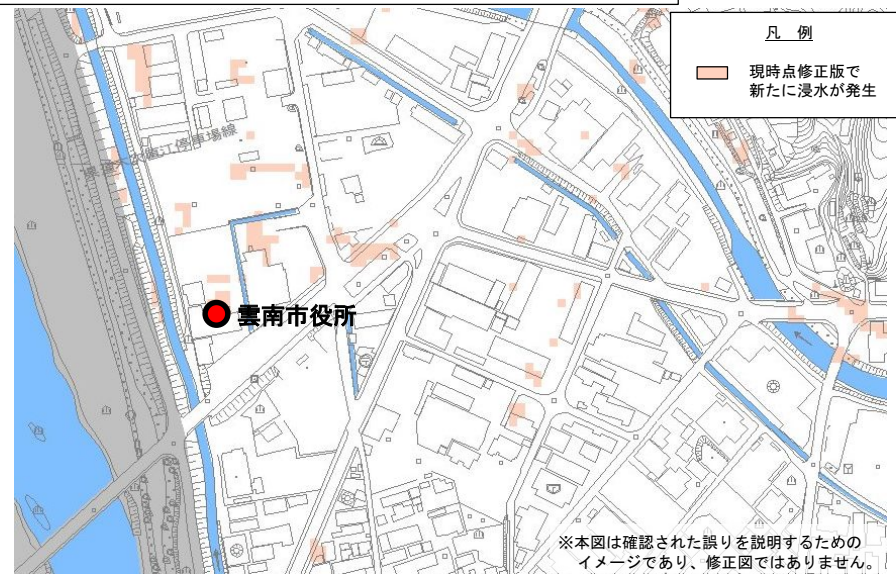 凡 例
現時点修正版で
新たに浸水が発生
雲南市役所
※本図は確認された誤りを説明するための
イメージであり、修正図ではありません。